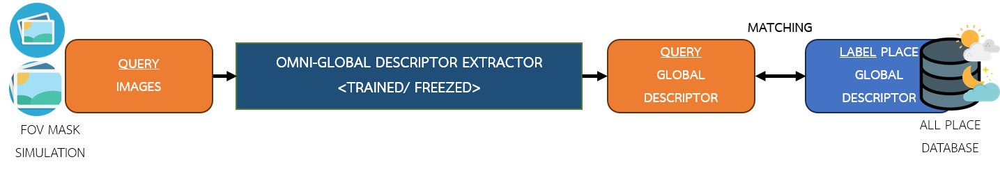 FOV MASK
SIMULATION
QUERY
IMAGES
OMNI-GLOBAL DESCRIPTOR EXTRACTOR
<TRAINED/ FREEZED>
QUERY
GLOBAL
DESCRIPTOR
MATCHING
LABEL PLACE
GLOBAL
DESCRIPTOR
ALL PLACE
DATABASE